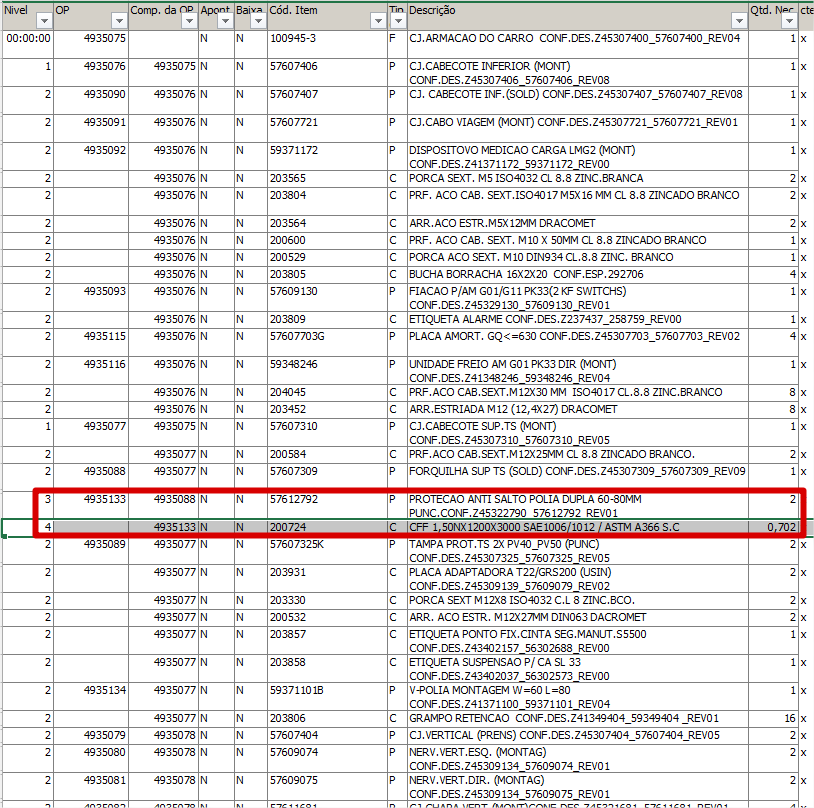 Nivel OP Comp. da OP Apont Baixa Cód. Item Tip Descrição Qtd. Nec cte
00:00:00 4935075 N N 100945-3 F CJ.ARMACAO DO CARRO CONF.DES.Z45307400_57607400_REV04 1 x
1 4935076 4935075 N N 57607406 P CJ.CABECOTE INFERIOR (MONT) 1 x
CONF.DES.Z45307406_57607406_REV08
2 4935090 4935076 N N 57607407 P CJ. CABECOTE INF.(SOLD) CONF.DES.Z45307407_57607407_REV08 1 x
2 4935091 4935076 N N 57607721 P CJ.CABO VIAGEM (MONT) CONF.DES.Z45307721_57607721_REV01 1 x
2 4935092 4935076 N N 59371172 P DISPOSITOVO MEDICAO CARGA LMG2 (MONT) 1 x
CONF.DES.Z41371172_59371172_REV00
2 4935076 N N 203565 C PORCA SEXT. M5 ISO4032 CL 8.8 ZINC.BRANCA 2 x
2 4935076 N N 203804 C PRF. ACO CAB. SEXT.ISO4017 M5X16 MM CL 8.8 ZINCADO BRANCO 2 x
2 4935076 N N 203564 C ARR.ACO ESTR.M5X12MM DRACOMET 2 x
2 4935076 N N 200600 C PRF. ACO CAB. SEXT. M10 X 50MM CL 8.8 ZINCADO BRANCO 1 x
2 4935076 N N 200529 C PORCA ACO SEXT. M10 DIN934 CL.8.8 ZINC. BRANCO 1 x
2 4935076 N N 203805 C BUCHA BORRACHA 16X2X20 CONF.ESP.292706 4 x
2 4935093 4935076 N N 57609130 P FIACAO P/AM G01/G11 PK33(2 KF SWITCHS) 1 x
CONF.DES.Z45329130_57609130_REV01
2 4935076 N N 203809 C ETIQUETA ALARME CONF.DES.Z237437_258759_REV00 1 x
2 4935115 4935076 N N 57607703G P PLACA AMORT. GQ<=630 CONF.DES.Z45307703_57607703_REV02 4 x
2 4935116 4935076 N N 59348246 P UNIDADE FREIO AM G01 PK33 DIR (MONT) 1 x
CONF.DES.Z41348246_59348246_REV04
2 4935076 N N 204045 C PRF.ACO CAB.SEXT.M12X30 MM ISO4017 CL.8.8 ZINC.BRANCO 8 x
2 4935076 N N 203452 C ARR.ESTRIADA M12 (12,4X27) DRACOMET 8 x
1 4935077 4935075 N N 57607310 P CJ.CABECOTE SUP.TS (MONT) 1 x
CONF.DES.Z45307310_57607310_REV05
2 4935077 N N 200584 C PRF.ACO CAB.SEXT.M12X25MM CL 8.8 ZINCADO BRANCO. 2 x
2 4935088 4935077 N N 57607309 P FORQUILHA SUP TS (SOLD) CONF.DES.Z45307309_57607309_REV09 1 x
3 4935133 4935088 N N 57612792 P PROTECAO ANTI SALTO POLIA DUPLA 60-80MM 2
PUNC.CONF.Z45322790_57612792_REV01
4 4935133 N N 200724 C CFF 1,50NX1200X3000 SAE1006/1012 / ASTM A366 S.C 0,702
2 4935089 4935077 N N 57607325K P TAMPA PROT.TS 2X PV40_PV50 (PUNC) 2 x
CONF.DES.Z45307325_57607325_REV05
2 4935077 N N 203931 C PLACA ADAPTADORA T22/GRS200 (USIN) 2 x
CONF.DES.Z45309139_57609079_REV02
2 4935077 N N 203330 C PORCA SEXT M12X8 ISO4032 C.L 8 ZINC.BCO. 2 x
2 4935077 N N 200532 C ARR. ACO ESTR. M12X27MM DIN063 DACROMET 2 x
2 4935077 N N 203857 C ETIQUETA PONTO FIX.CINTA SEG.MANUT.S5500 1 x
CONF.DES.Z43402157_56302688_REV00
2 4935077 N N 203858 C ETIQUETA SUSPENSAO P/ CA SL 33 1 x
CONF.DES.Z43402037_56302573_REV00
2 4935134 4935077 N N 59371101B P V-POLIA MONTAGEM W=60 L=80 1 x
CONF.DES.Z41371100_59371101_REV04
2 4935077 N N 203806 C GRAMPO RETENCAO CONF.DES.Z41349404_59349404 _REV01 16 x
2 4935079 4935078 N N 57607404 P CJ.VERTICAL (PRENS) CONF.DES.Z45307404_57607404_REV05 2 x
2 4935080 4935078 N N 57609074 P NERV.VERT.ESQ. (MONTAG) 2 x
CONF.DES.Z45309134_57609074_REV01
2 4935081 4935078 N N 57609075 P NERV.VERT.DIR. (MONTAG) 2 x
CONF.DES.Z45309134_57609075_REV01